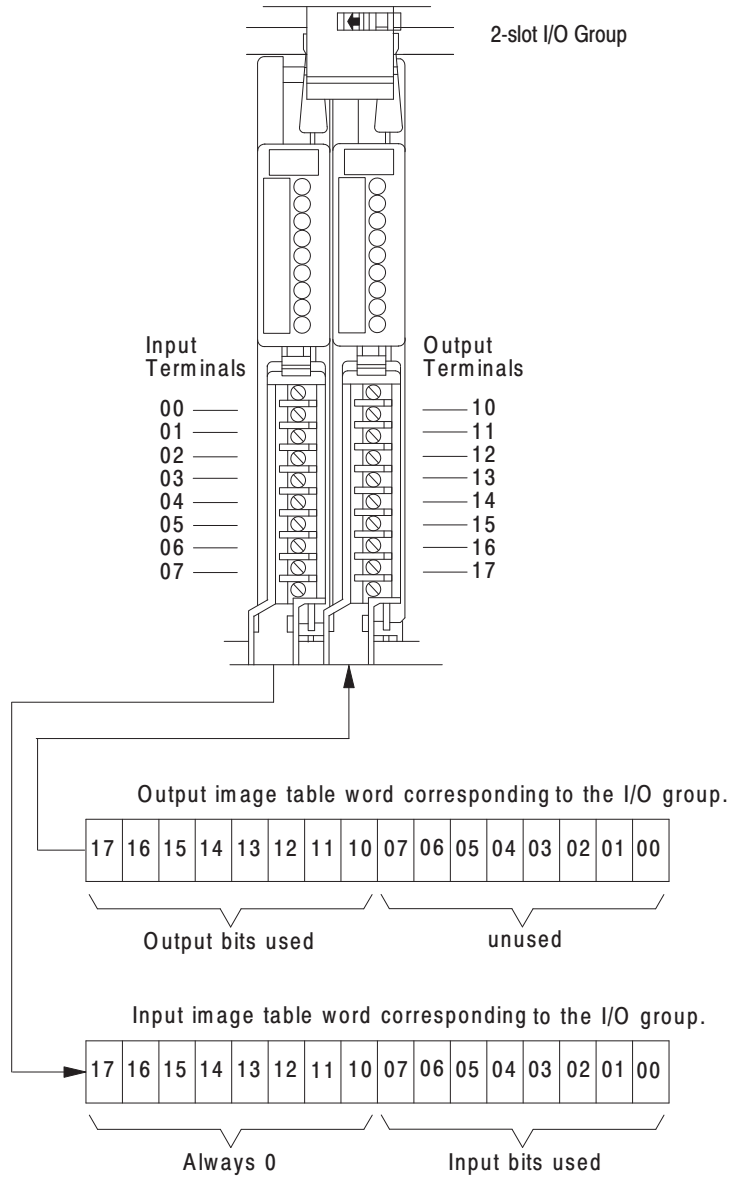 2-slot I/O Group
Input
Terminals
Output
Terminals
00
01
02
03
04
05
06
07
10
11
12
13
14
15
16
17
Output image table word corresponding to the I/O group.
17 16 15 14 13 12 11 10 07 06 05 04 03 02 01 00
Output bits used
unused
Input image table word corresponding to the I/O group.
17 16 15 14 13 12 11 10 07 06 05 04 03 02 01 00
Always 0
Input bits used